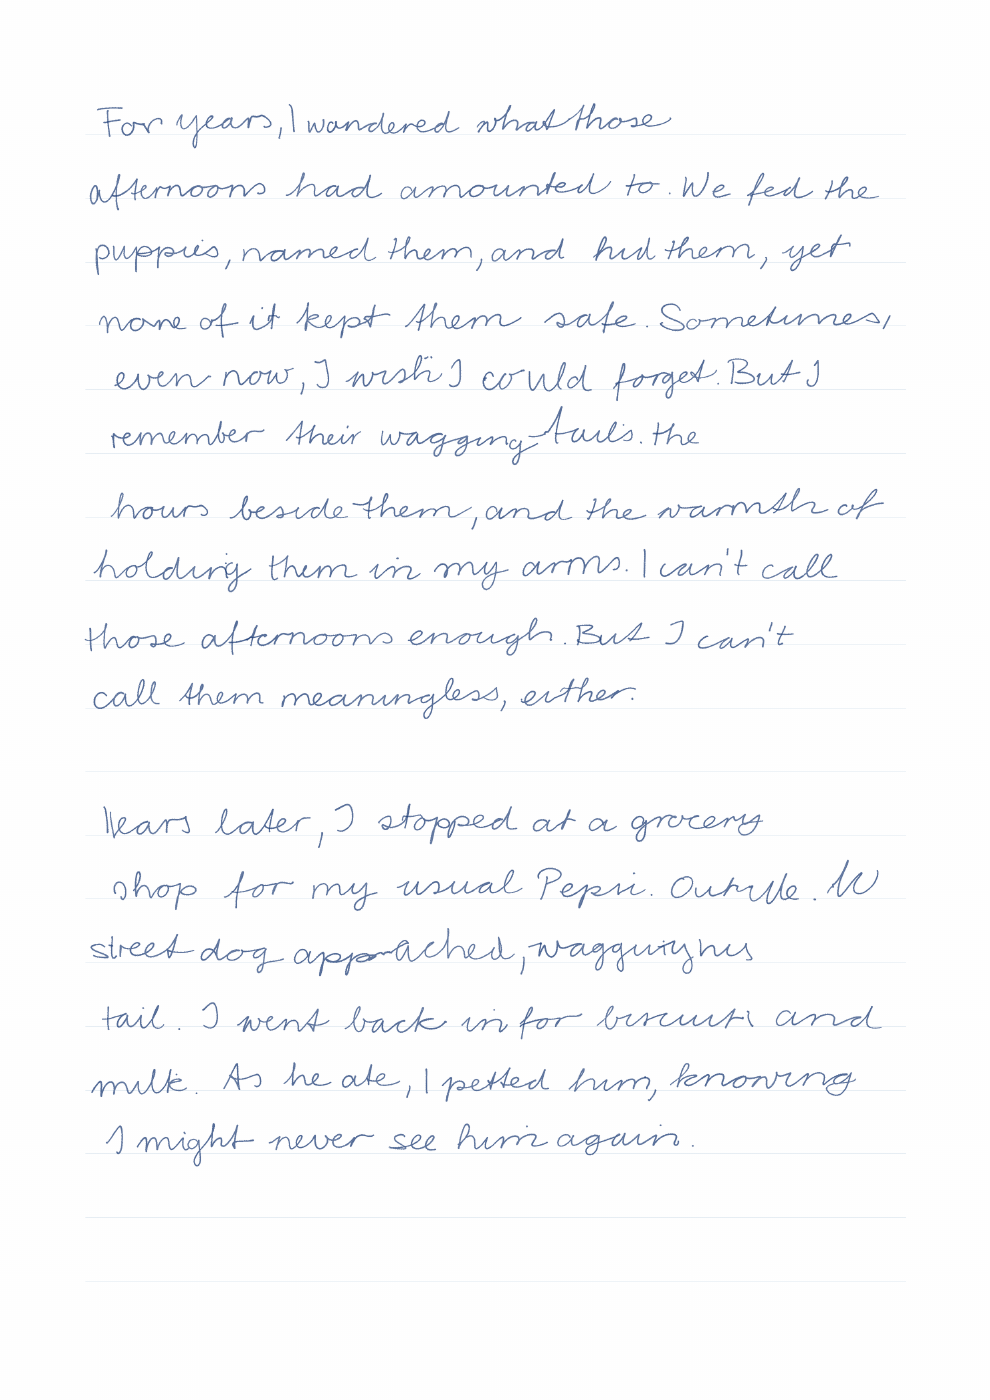 For years, I wondered what those
afternoons had amounted to. We fed the
puppies, named them, and hid them, yet
none of it kept them safe. Sometimes,
even now, I wish I could forget. But I
remember their wagging tails. the
hours beside them, and the warmth of
holding them in my arms. I can't call
those afternoons enough. But I can't
call them meaningless, either.

Years later, I stopped at a grocery
shop for my usual Pepsi. Outside.
street dog approached, wagging his
tail. I went back in for biscuits and
milk. As he ate, I petted him, knowing
I might never see him again.